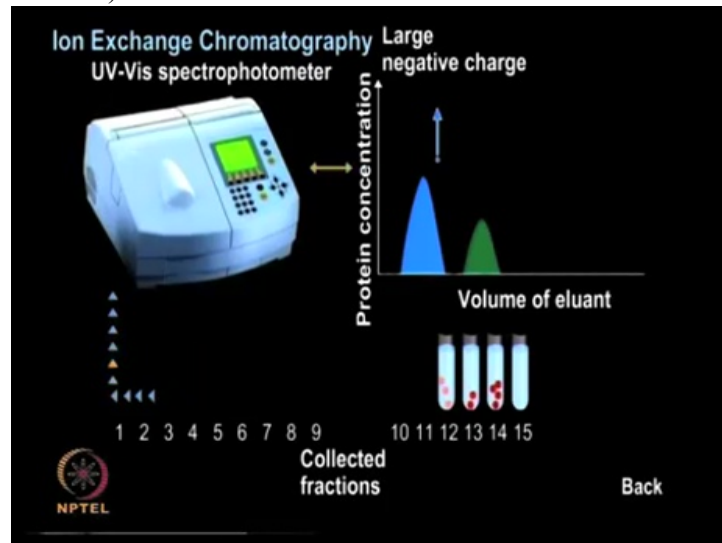 Ion Exchange Chromatography
UV-Vis spectrophotometer
Large
negative charge
Protein concentration
Volume of eluant
1 2 3 4 5 6 7 8 9 10 11 12 13 14 15
Collected
fractions
NPTEL
Back